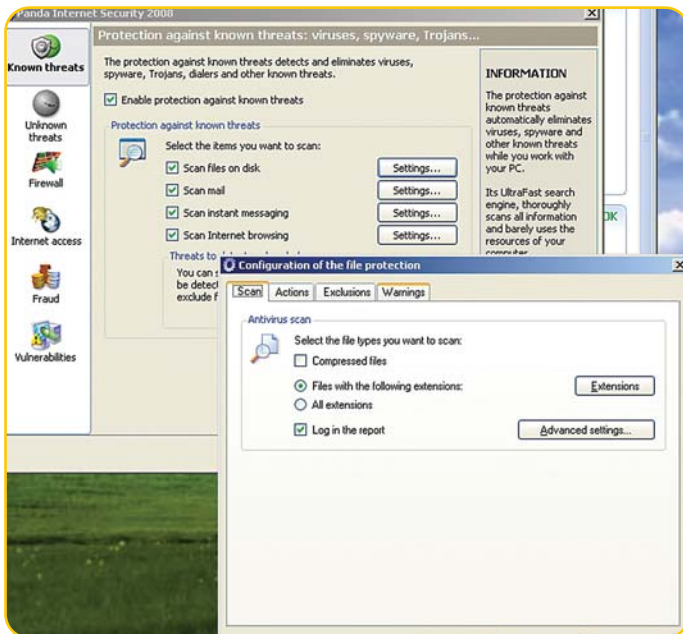 Panda Internet Security 2008
Known threats
Unknown
threats
Firewall
Internet access
Fraud
Vulnerabilities
Protection against known threats: viruses, spyware, Trojans...
The protection against known threats detects and eliminates viruses,
spyware, Trojans, dialers and other known threats.
Enable protection against known threats
Protection against known threats
Select the items you want to scan:
Scan files on disk
Settings...
Scan mail
Settings...
Scan instant messaging
Settings...
Scan Internet browsing
Settings...
Threats to
You can
be detec
exclude f
INFORMATION
The protection against
known threats
automatically eliminates
viruses, spyware and
other known threats
while you work with
your PC.
Its UltraFast search
engine, thoroughly
scans all information
and barely uses the
resources of your
computer.
OK
Configuration of the file protection
Scan Actions Exclusions Warnings
Antivirus scan
Select the file types you want to scan:
Compressed files
Files with the following extensions:
Extensions
All extensions
Log in the report
Advanced settings...